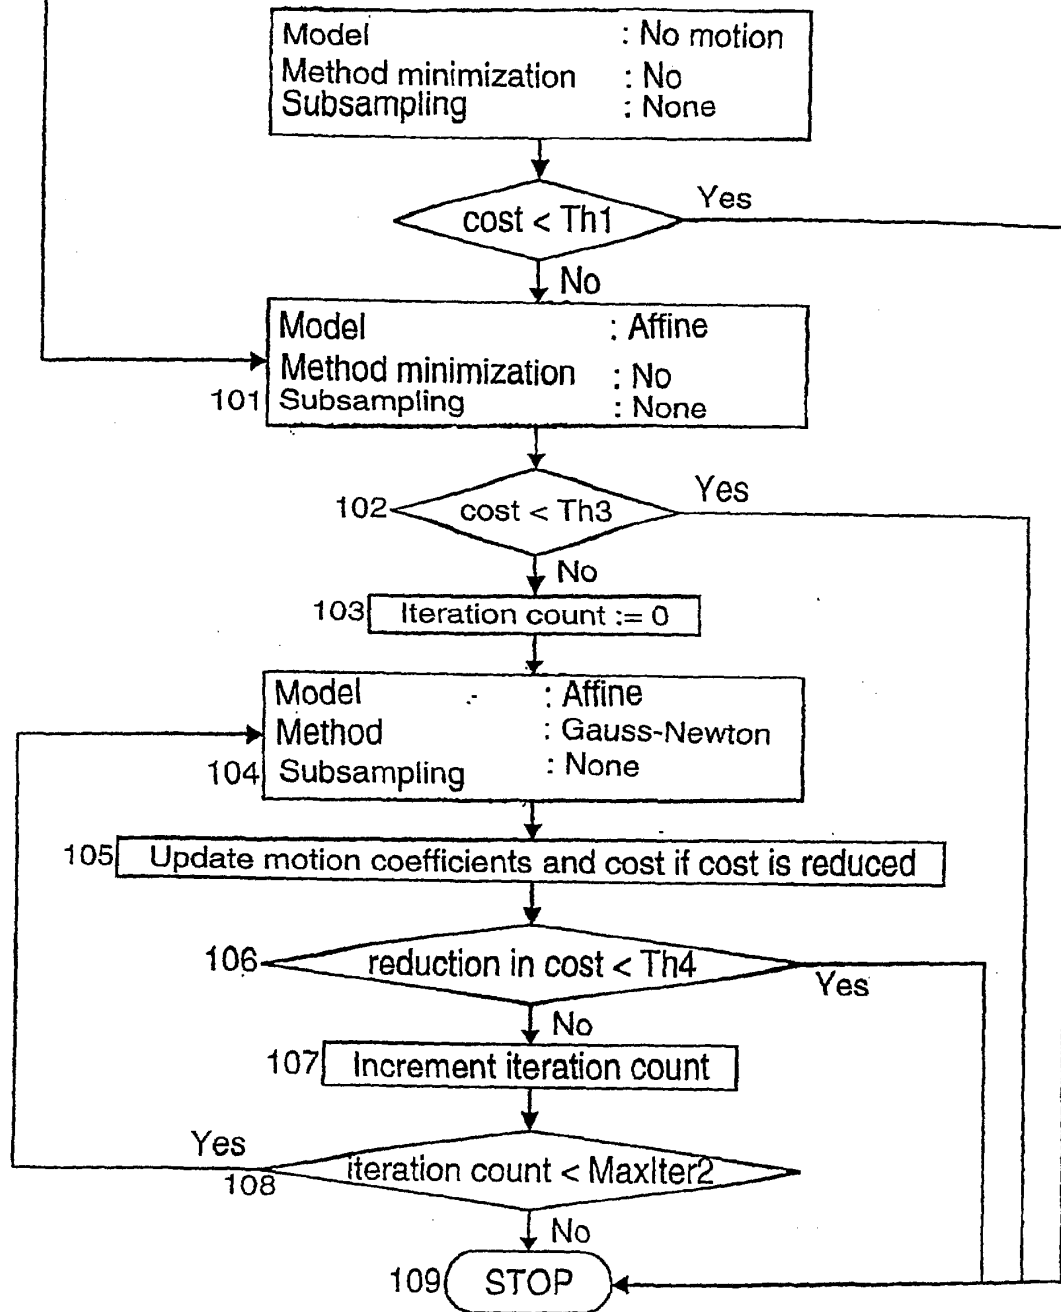 Model : No motion
Method minimization : No
Subsampling : None
cost < Th1
Yes
No
Model : Affine
Method minimization : No
101 Subsampling : None
102 cost < Th3
Yes
No
103 Iteration count := 0
Model : Affine
Method : Gauss-Newton
104 Subsampling : None
105 Update motion coefficients and cost if cost is reduced
106 reduction in cost < Th4
Yes
No
107 Increment iteration count
Yes
108 iteration count < MaxIter2
No
109 STOP